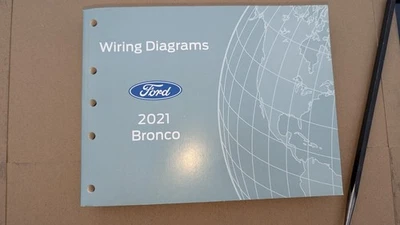 Wiring Diagrams
Ford
2021
Bronco